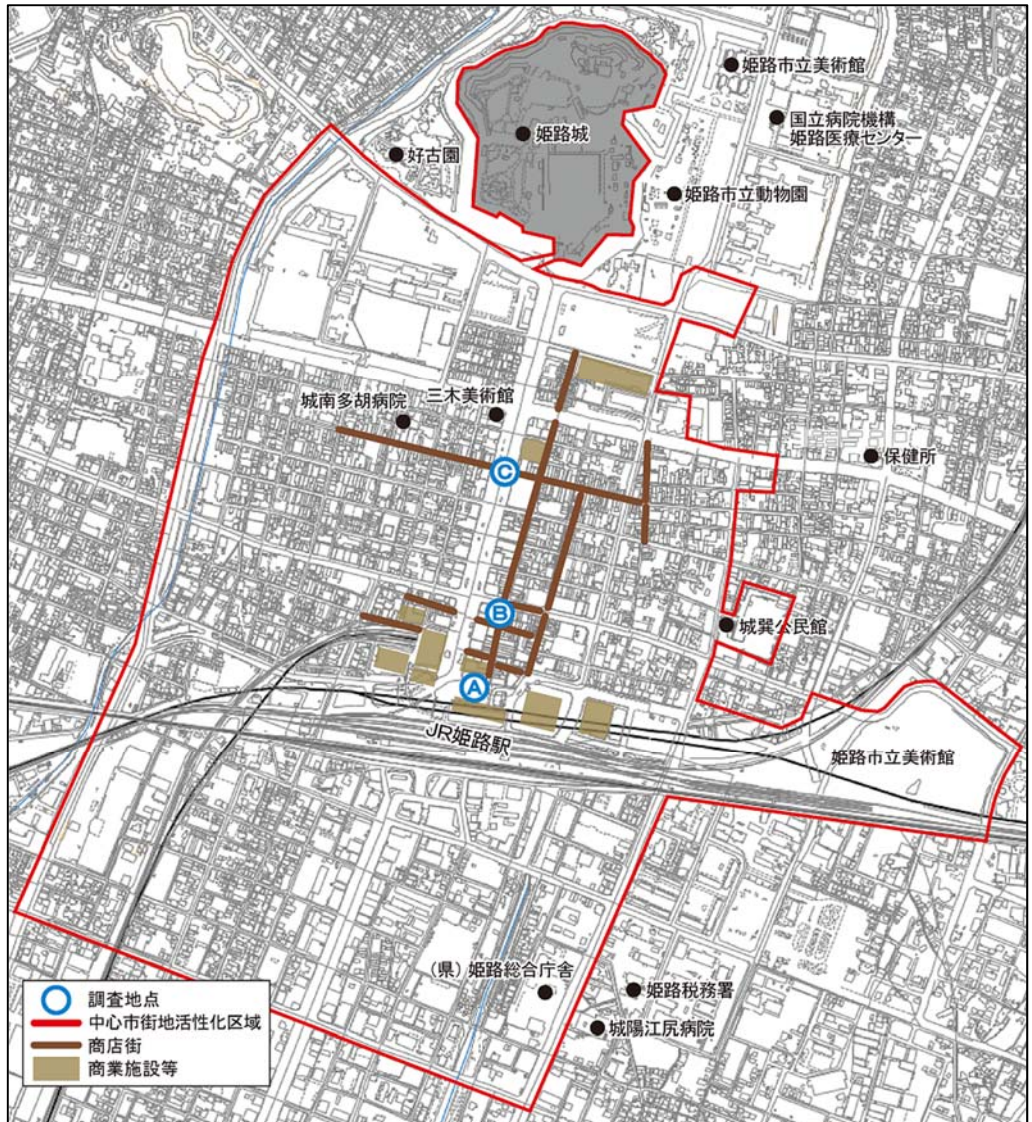 姫路市立美術館
国立病院機構
姫路医療センター
姫路城
好古園
姫路市立動物園
三木美術館
城南多胡病院
保健所
C
B
城巽公民館
A
JR姫路駅
姫路市立美術館
(県)姫路総合庁舎
姫路税務署
城陽江尻病院
調査地点
中心市街地活性化区域
商店街
商業施設等